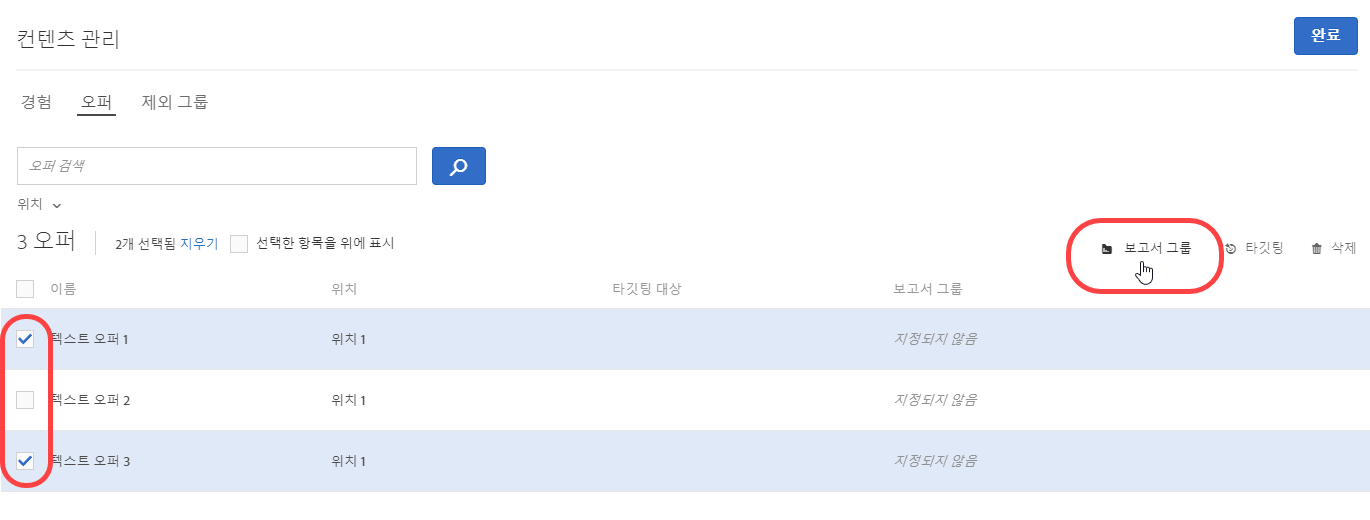 컨텐츠 관리
완료
경험 오퍼 제외 그룹
오퍼 검색
위치
3 오퍼 2개 선택됨 지우기 선택한 항목을 위에 표시 보고서 그룹 타깃팅 삭제
이름 위치 타깃팅 대상 보고서 그룹
텍스트 오퍼 1 위치 1 지정되지 않음
텍스트 오퍼 2 위치 1 지정되지 않음
텍스트 오퍼 3 위치 1 지정되지 않음